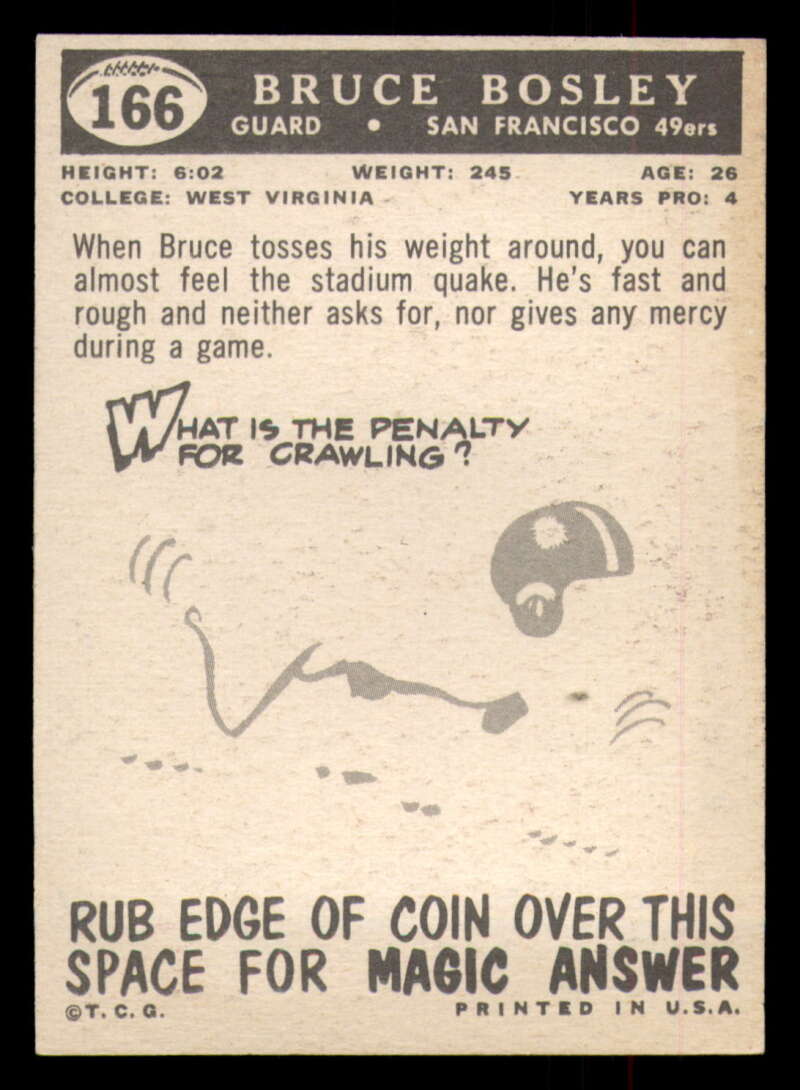 166
BRUCE BOSLEY
GUARD • SAN FRANCISCO 49ers
HEIGHT: 6:02 WEIGHT: 245 AGE: 26
COLLEGE: WEST VIRGINIA YEARS PRO: 4
When Bruce tosses his weight around, you can
almost feel the stadium quake. He's fast and
rough and neither asks for, nor gives any mercy
during a game.
WHAT IS THE PENALTY
FOR CRAWLING?
RUB EDGE OF COIN OVER THIS
SPACE FOR MAGIC ANSWER
©T. C. G. PRINTED IN U.S.A.